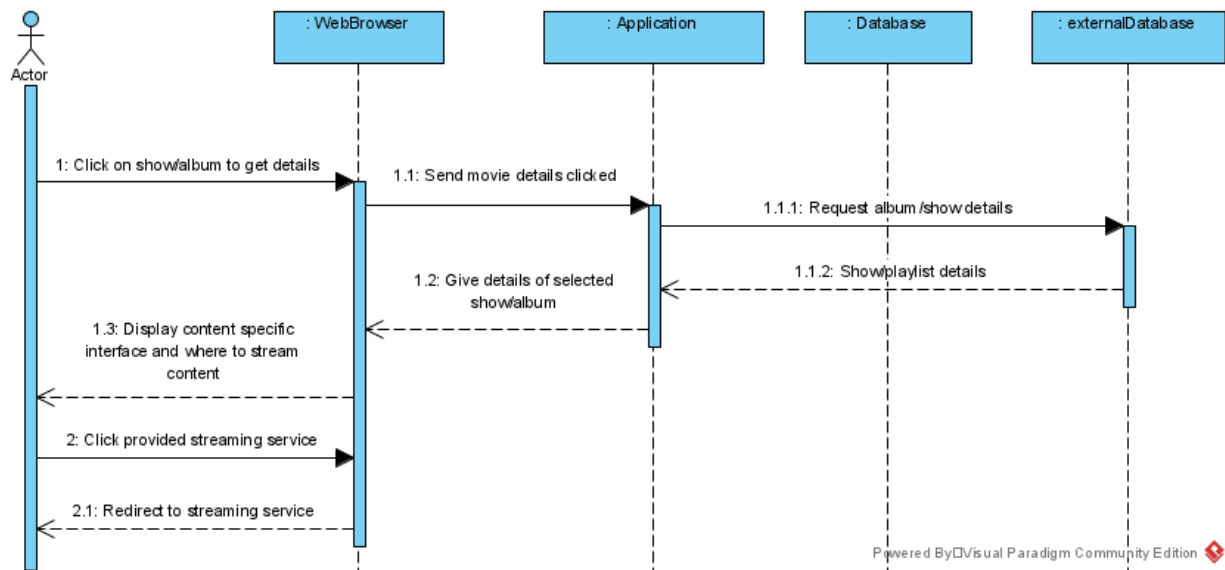 : WebBrowser
: Application
: Database
: externalDatabase
Actor
1: Click on show/album to get details
1.1: Send movie details clicked
1.1.1: Request album/show details
1.1.2: Show/playlist details
1.2: Give details of selected
show/album
1.3: Display content specific
interface and where to stream
content
2: Click provided streaming service
2.1: Redirect to streaming service
Powered By□Visual Paradigm Community Edition